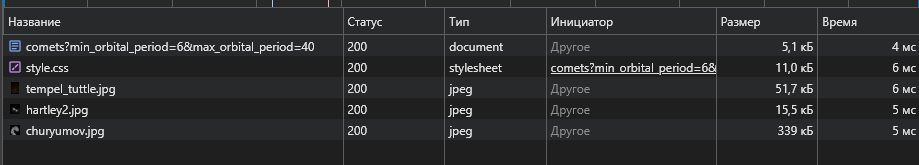 Название Статус Тип Инициатор Размер Время
comets?min_orbital_period=6&max_orbital_period=40 200 document Другое 5,1 кБ 4 мс
style.css 200 stylesheet comets?min_orbital_period=6& 11,0 кБ 6 мс
tempel_tuttle.jpg 200 jpeg Другое 51,7 кБ 6 мс
hartley2.jpg 200 jpeg Другое 15,5 кБ 5 мс
churyumov.jpg 200 jpeg Другое 339 кБ 5 мс